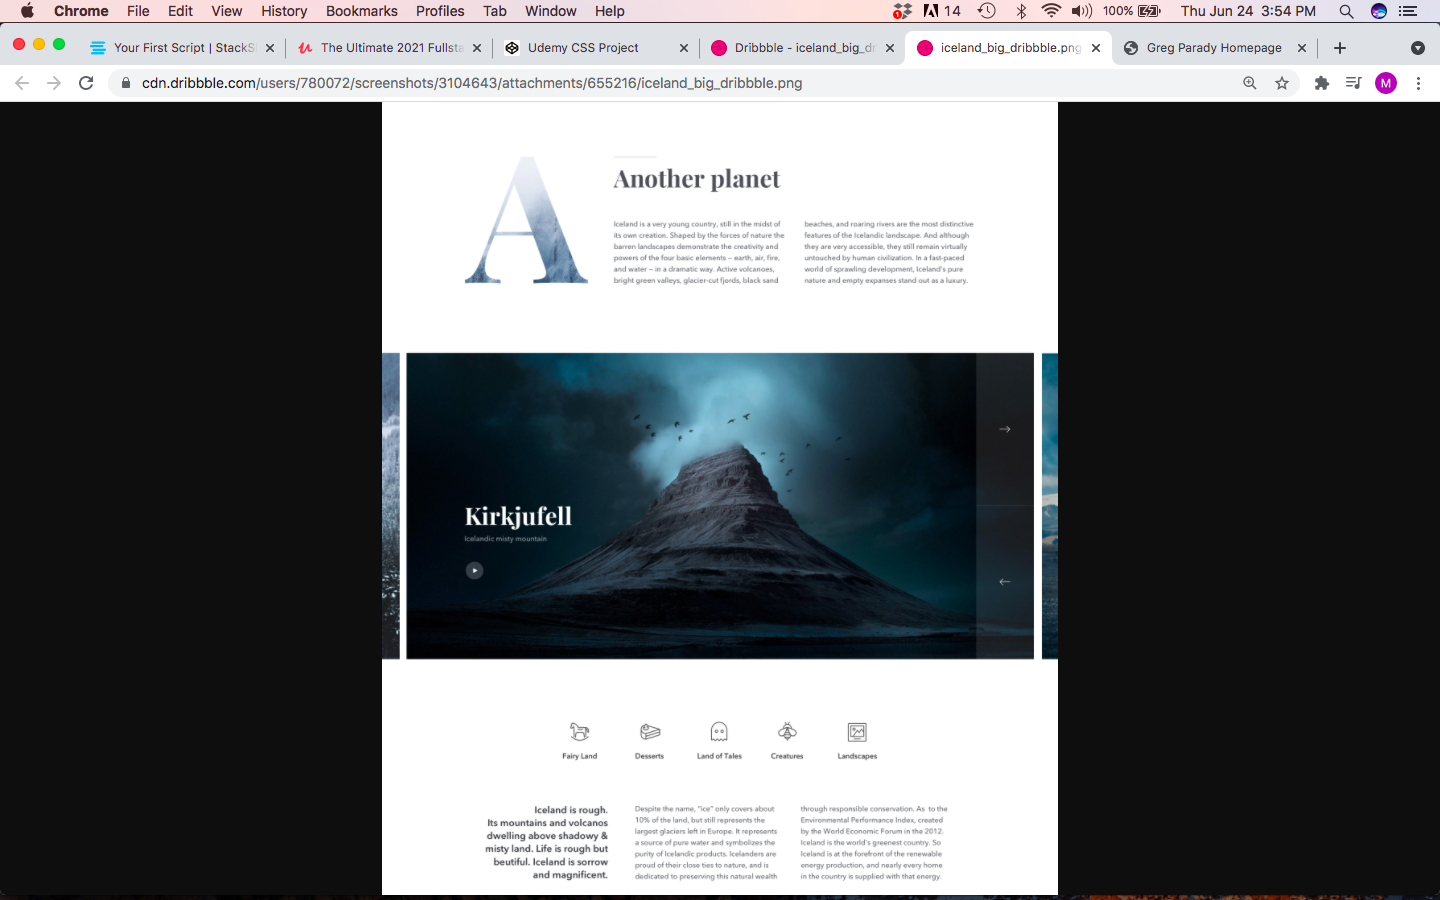 Chrome File Edit View History Bookmarks Profiles Tab Window Help 1 14 100% Thu Jun 24 3:54 PM
Your First Script | StackS The Ultimate 2021 Fullsta Udemy CSS Project Dribbble - iceland_big_dr iceland_big_dribbble.png Greg Parady Homepage
cdn.dribbble.com/users/780072/screenshots/3104643/attachments/655216/iceland_big_dribbble.png M
A
Another planet
Iceland is a very young country, still in the midst of
its own creation. Shaped by the forces of nature the
barren landscapes demonstrate the creativity and
powers of the four basic elements – earth, air, fire,
and water – in a dramatic way. Active volcanoes,
bright green valleys, glacier-cut fjords, black sand
beaches, and roaring rivers are the most distinctive
features of the Icelandic landscape. And although
they are very accessible, they still remain virtually
untouched by human civilization. In a fast-paced
world of sprawling development, Iceland's pure
nature and empty expanses stand out as a luxury.
Kirkjufell
Icelandic misty mountain
Fairy Land Desserts Land of Tales Creatures Landscapes
Iceland is rough.
Its mountains and volcanos
dwelling above shadowy &
misty land. Life is rough but
beutiful. Iceland is sorrow
and magnificent.
Despite the name, "ice" only covers about
10% of the land, but still represents the
largest glaciers left in Europe. It represents
a source of pure water and symbolizes the
purity of Icelandic products. Icelanders are
proud of their close ties to nature, and is
dedicated to preserving this natural wealth
through responsible conservation. As to the
Environmental Performance Index, created
by the World Economic Forum in the 2012.
Iceland is the world's greenest country. So
Iceland is at the forefront of the renewable
energy production, and nearly every home
in the country is supplied with that energy.